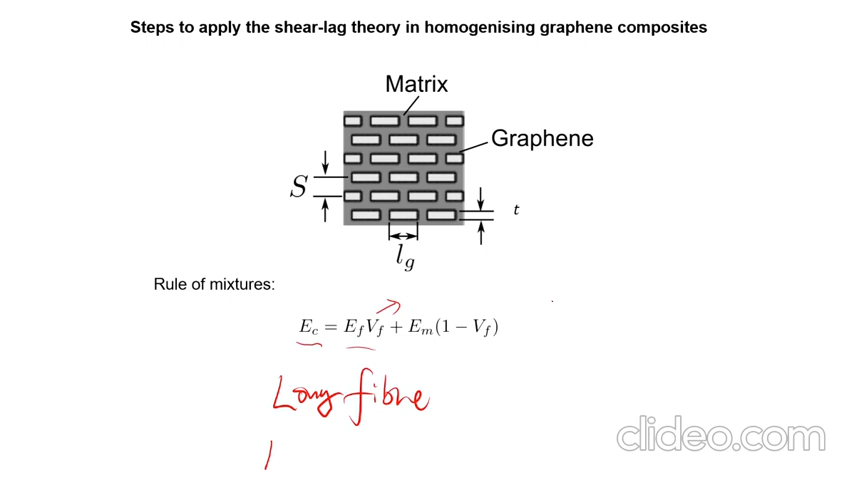 Steps to apply the shear-lag theory in homogenising graphene composites
Matrix
Graphene
S
t
l_g
Rule of mixtures:
E_c = E_f V_f + E_m(1 − V_f)
Long fibre
clideo.com